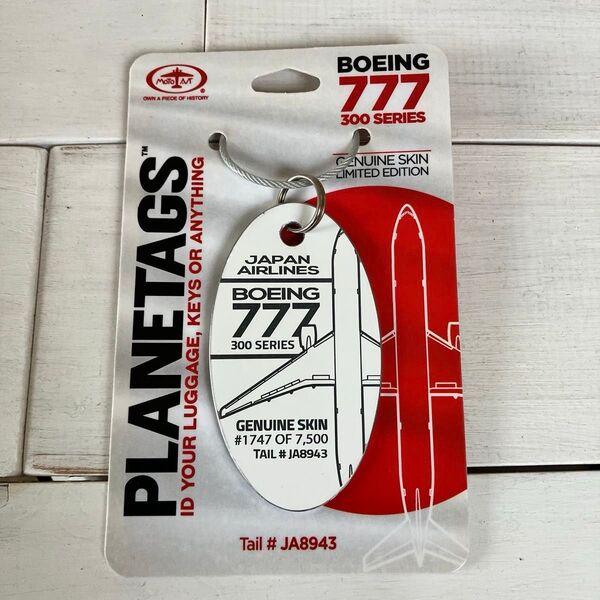 MOTOART
®
OWN A PIECE OF HISTORY
BOEING
777
300 SERIES
GENUINE SKIN
LIMITED EDITION
PLANETAGS™
ID YOUR LUGGAGE, KEYS OR ANYTHING
JAPAN
AIRLINES
BOEING
777
300 SERIES
GENUINE SKIN
#1747 OF 7,500
TAIL # JA8943
Tail # JA8943